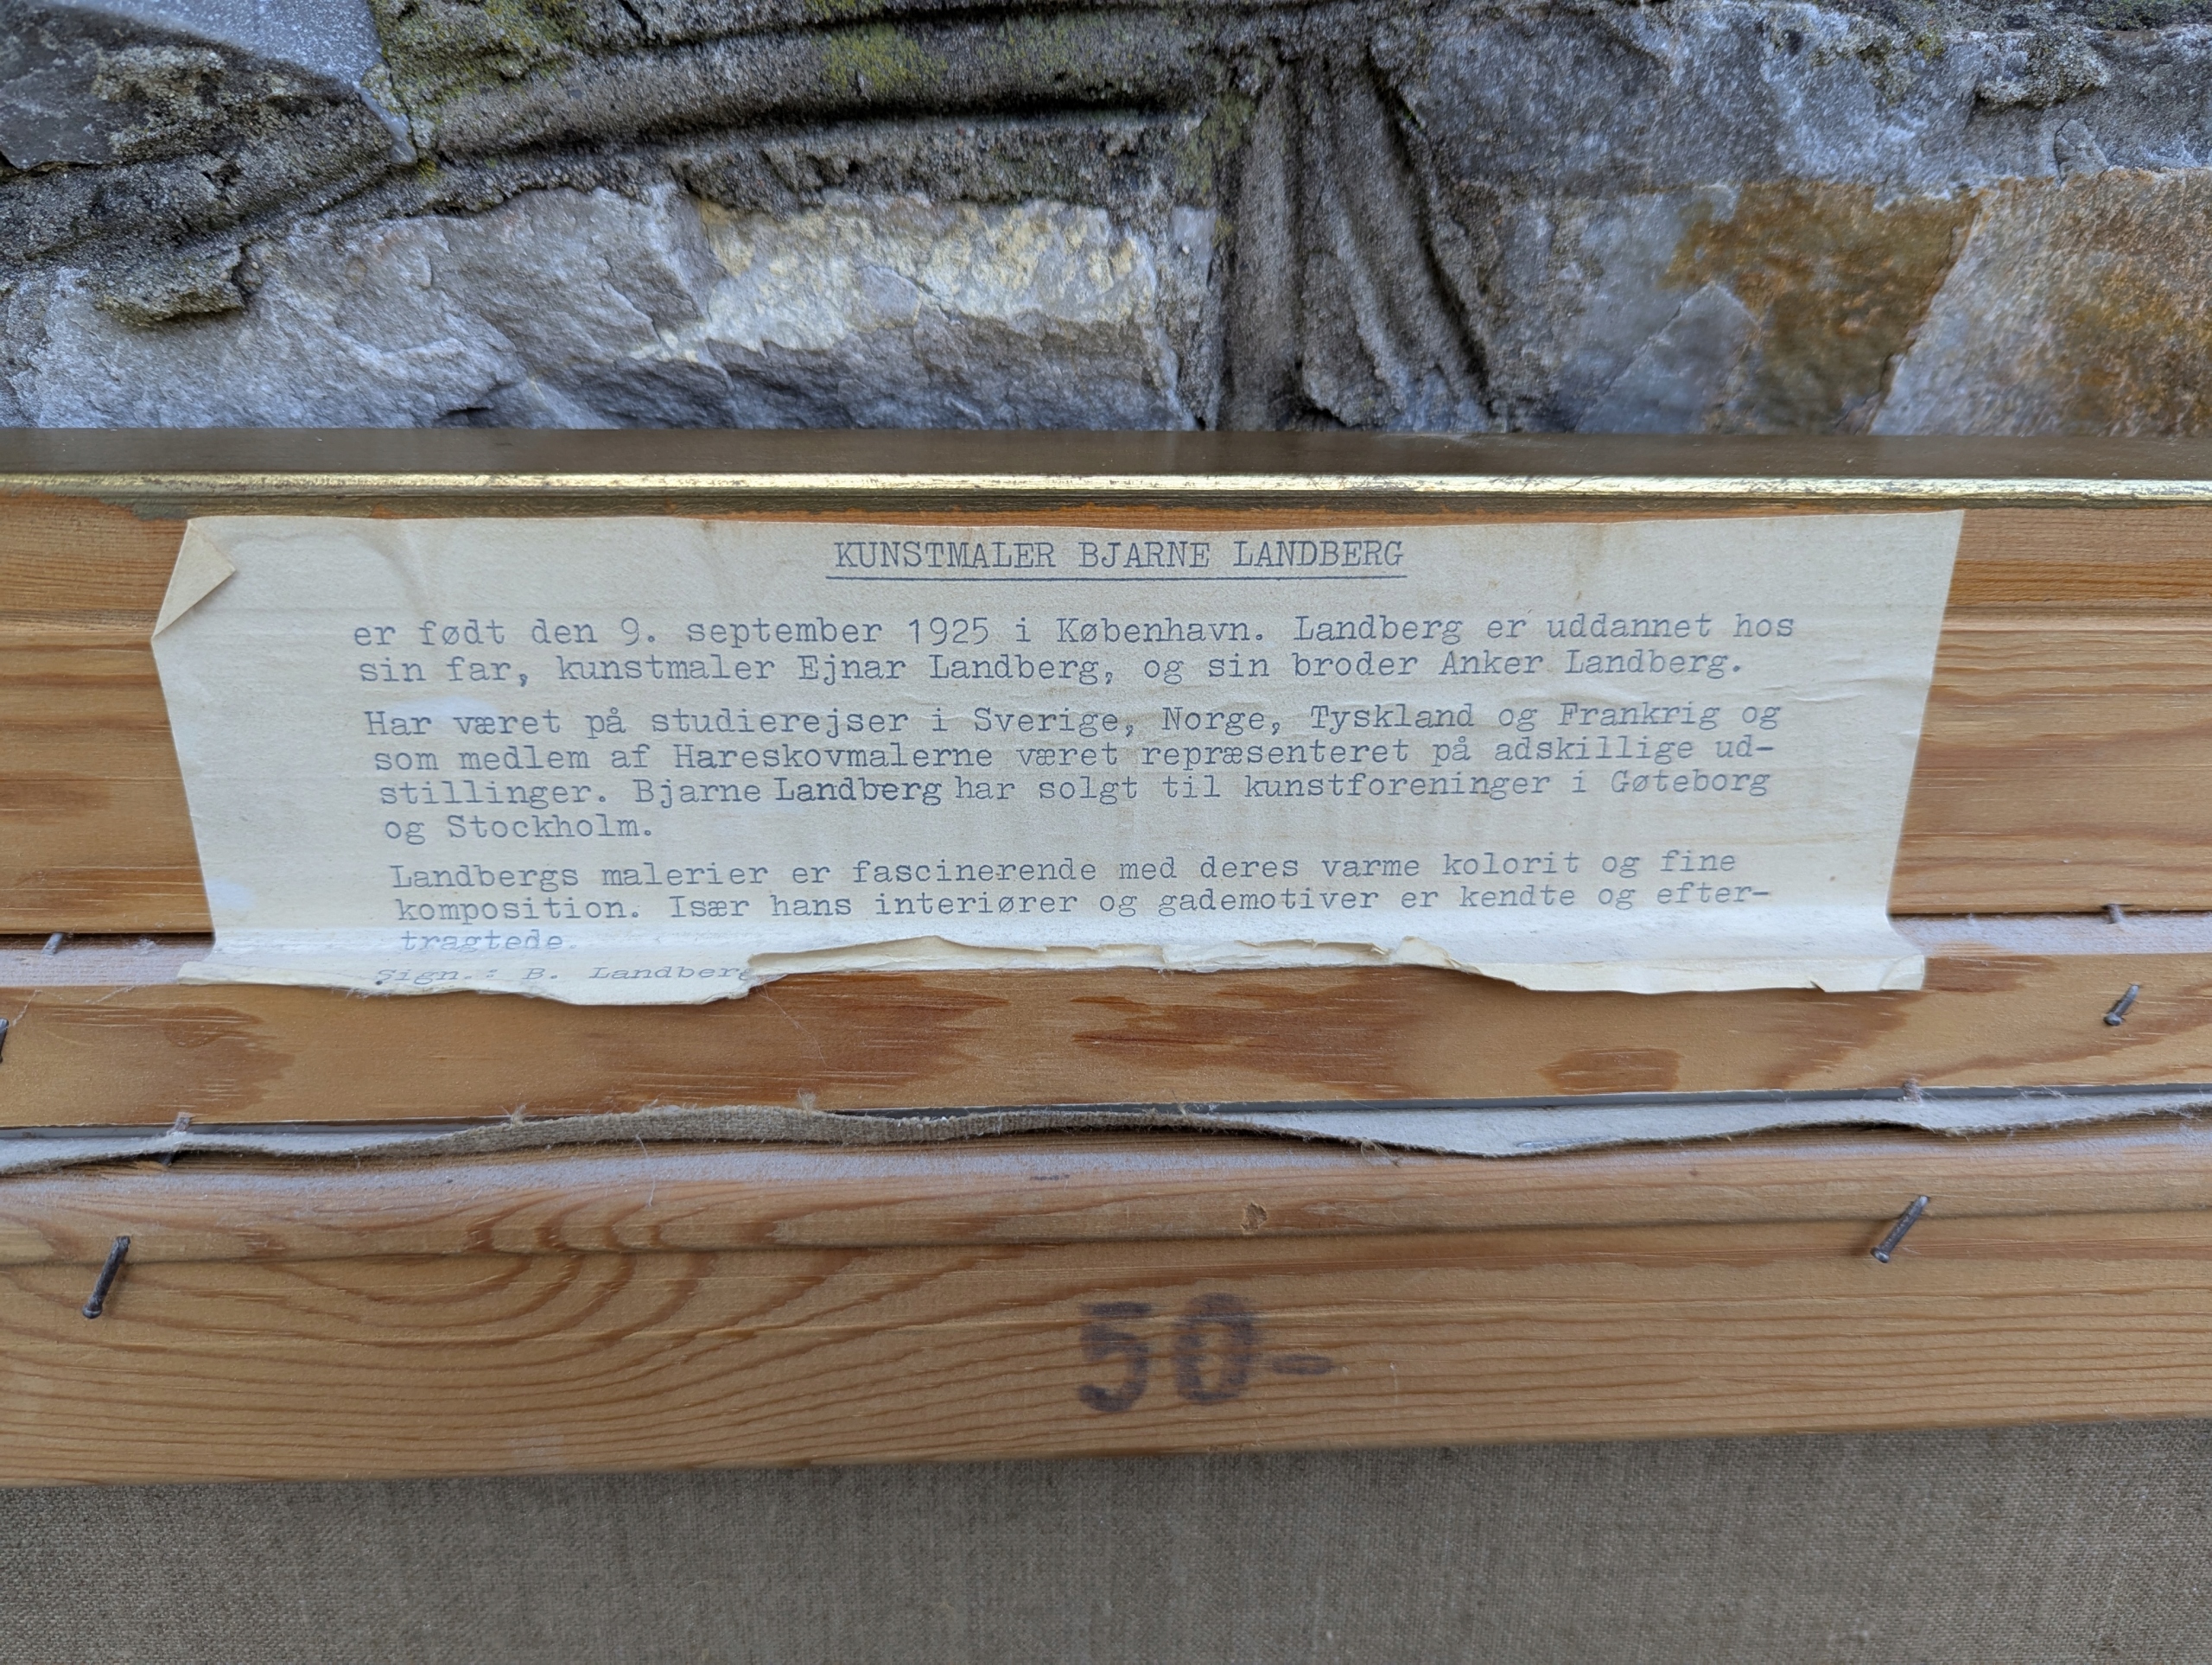 KUNSTMALER BJARNE LANDBERG
er født den 9. september 1925 i København. Landberg er uddannet hos
sin far, kunstmaler Ejnar Landberg, og sin broder Anker Landberg.
Har været på studierejser i Sverige, Norge, Tyskland og Frankrig og
som medlem af Hareskovmalerne været repræsenteret på adskillige ud-
stillinger. Bjarne Landberg har solgt til kunstforeninger i Gøteborg
og Stockholm.
Landbergs malerier er fascinerende med deres varme kolorit og fine
komposition. Især hans interiører og gademotiver er kendte og efter-
tragtede.
Sign.: B. Landberg
50-